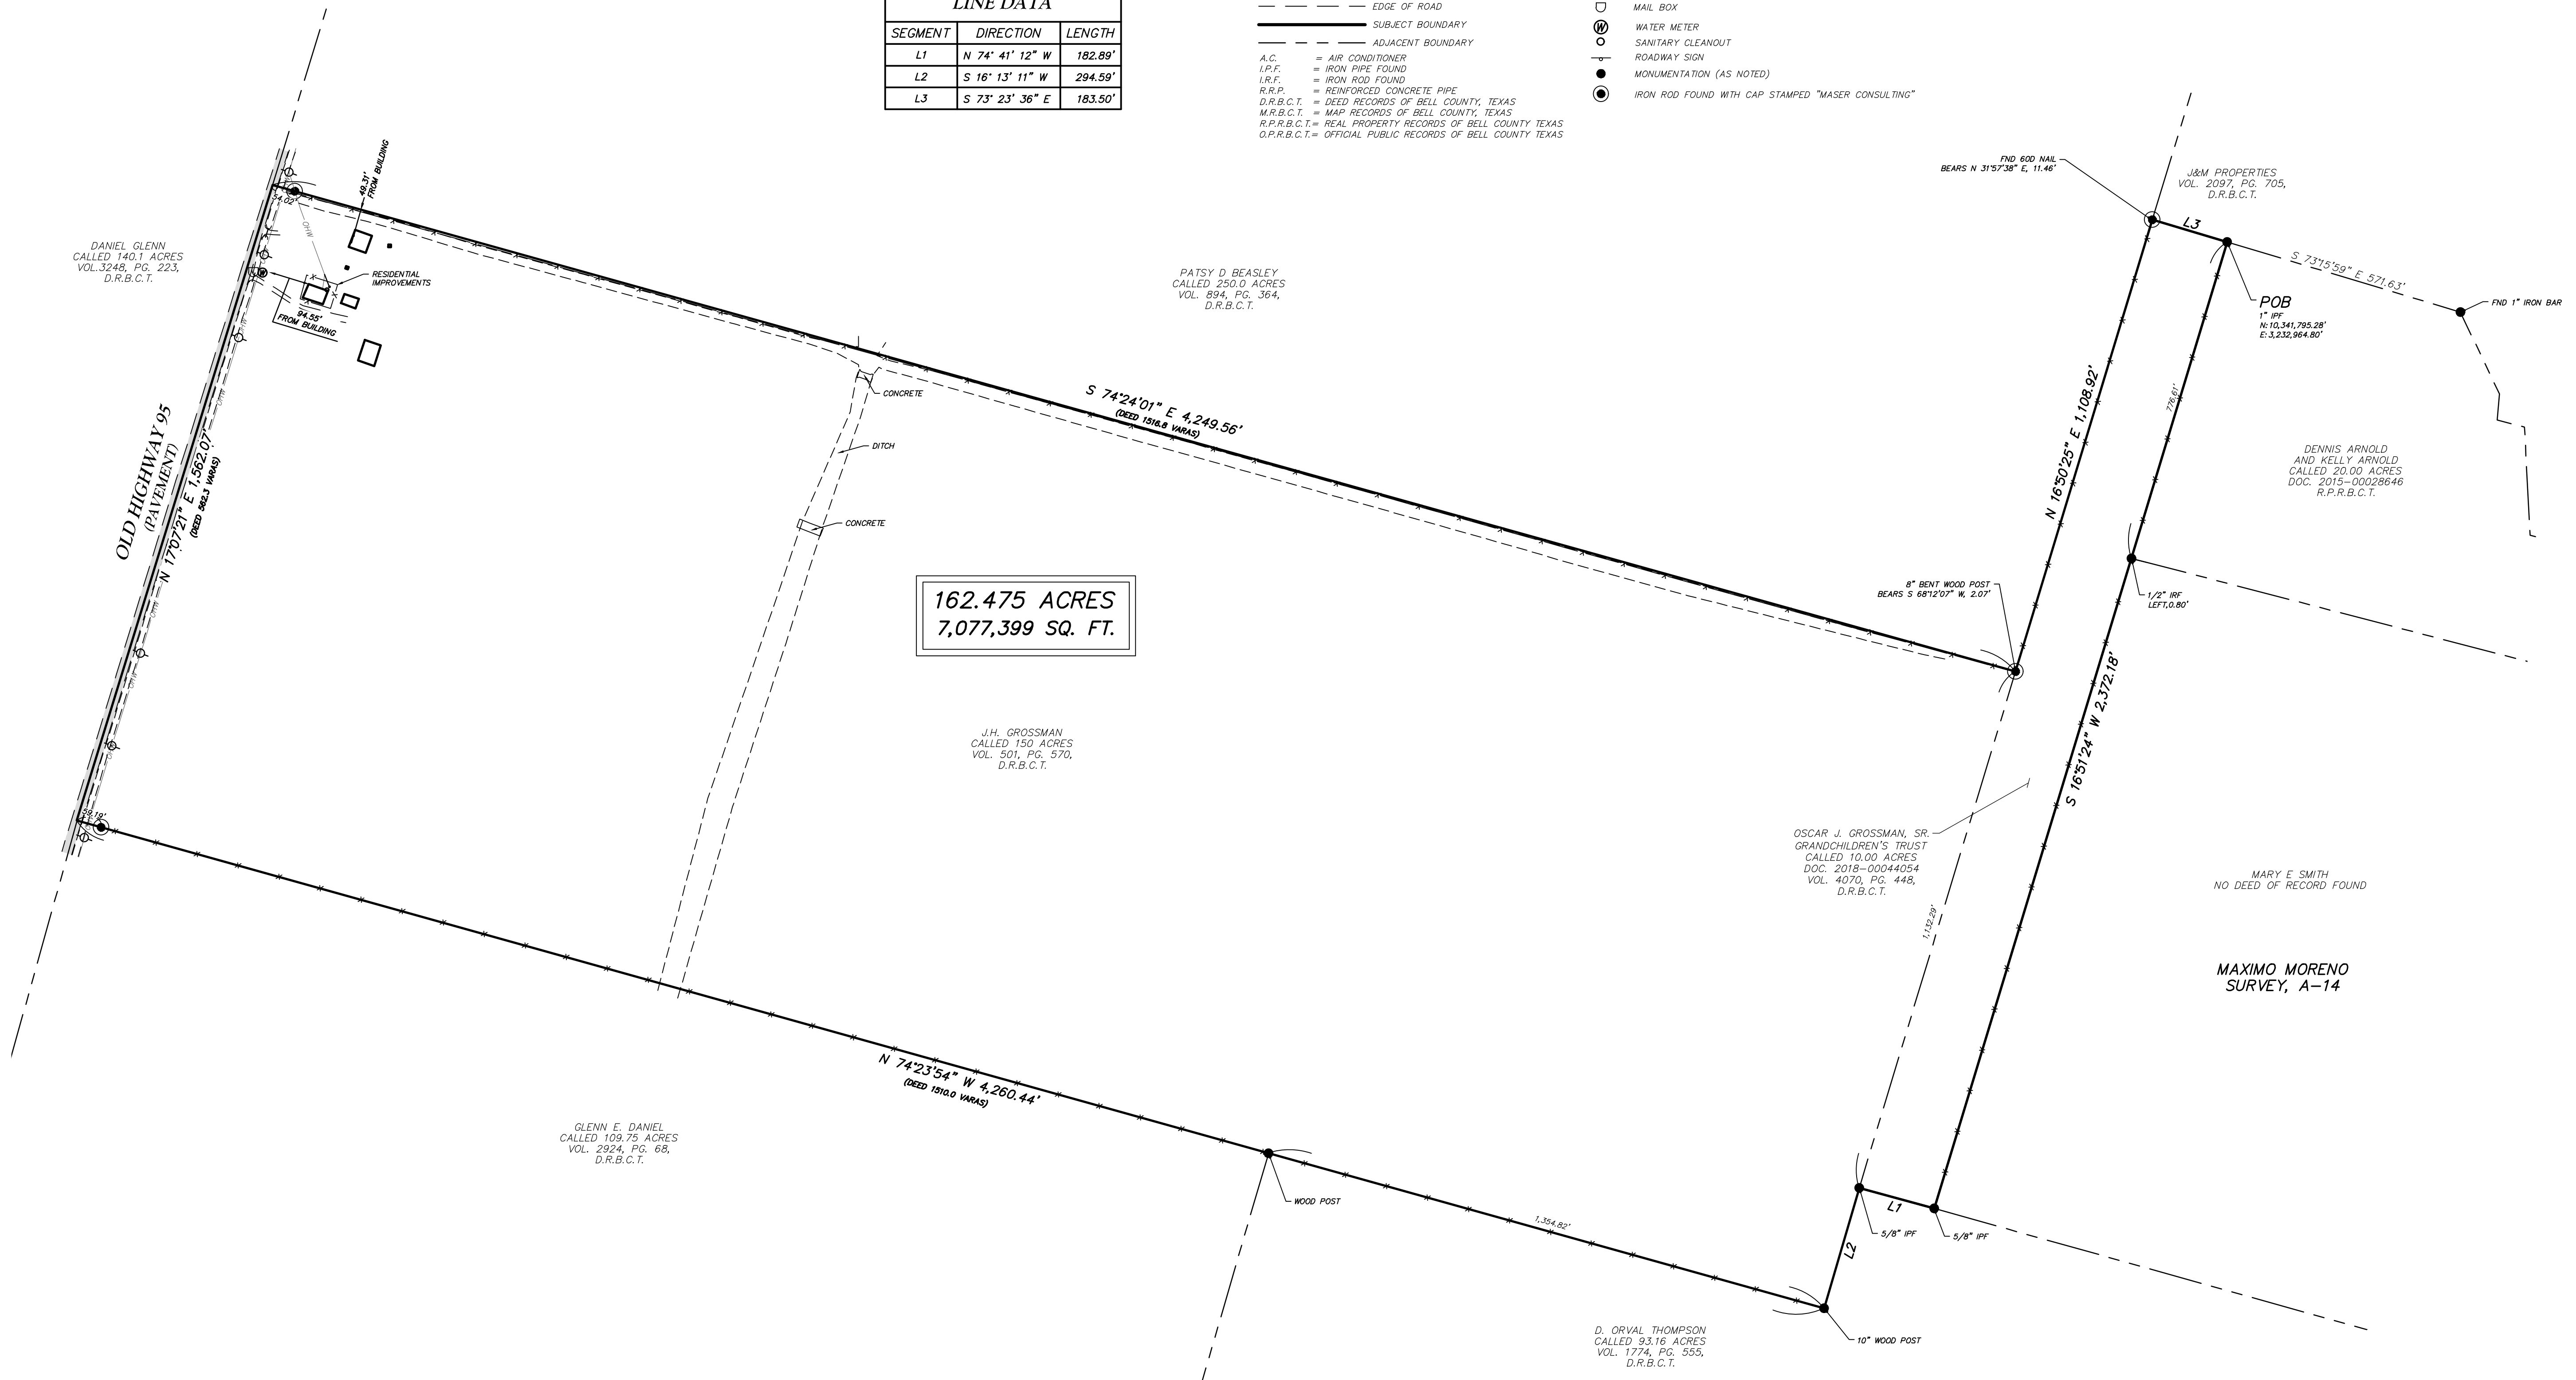 LINE DATA
SEGMENT DIRECTION LENGTH
L1 N 74° 41' 12" W 182.89'
L2 S 16° 13' 11" W 294.59'
L3 S 73° 23' 36" E 183.50'
EDGE OF ROAD
SUBJECT BOUNDARY
ADJACENT BOUNDARY
A.C. = AIR CONDITIONER
I.P.F. = IRON PIPE FOUND
I.R.F. = IRON ROD FOUND
R.R.P. = REINFORCED CONCRETE PIPE
D.R.B.C.T. = DEED RECORDS OF BELL COUNTY, TEXAS
M.R.B.C.T. = MAP RECORDS OF BELL COUNTY, TEXAS
R.P.R.B.C.T.= REAL PROPERTY RECORDS OF BELL COUNTY TEXAS
O.P.R.B.C.T.= OFFICIAL PUBLIC RECORDS OF BELL COUNTY TEXAS
MAIL BOX
W WATER METER
SANITARY CLEANOUT
ROADWAY SIGN
MONUMENTATION (AS NOTED)
IRON ROD FOUND WITH CAP STAMPED "MASER CONSULTING"
49.31'
FROM BUILDING
54.02'
OHW
DANIEL GLENN
CALLED 140.1 ACRES
VOL.3248, PG. 223,
D.R.B.C.T.
RESIDENTIAL
IMPROVEMENTS
94.55'
FROM BUILDING
OHW
OHW
OLD HIGHWAY 95
(PAVEMENT)
N 17°07'21" E 1,562.07'
(DEED 562.3 VARAS)
OHW
OHW
59.19'
CONCRETE
DITCH
CONCRETE
PATSY D BEASLEY
CALLED 250.0 ACRES
VOL. 894, PG. 364,
D.R.B.C.T.
S 74°24'01" E 4,249.56'
(DEED 1516.8 VARAS)
162.475 ACRES
7,077,399 SQ. FT.
J.H. GROSSMAN
CALLED 150 ACRES
VOL. 501, PG. 570,
D.R.B.C.T.
FND 60D NAIL
BEARS N 31°57'38" E, 11.46'
J&M PROPERTIES
VOL. 2097, PG. 705,
D.R.B.C.T.
L3
S 73°15'59" E 571.63'
FND 1" IRON BAR
POB
1" IPF
N:10,341,795.28'
E:3,232,964.80'
N 16°50'25" E 1,108.92'
776.61'
DENNIS ARNOLD
AND KELLY ARNOLD
CALLED 20.00 ACRES
DOC. 2015-00028646
R.P.R.B.C.T.
8" BENT WOOD POST
BEARS S 68°12'07" W, 2.07'
1/2" IRF
LEFT,0.80'
S 16°51'24" W 2,372.18'
OSCAR J. GROSSMAN, SR.
GRANDCHILDREN'S TRUST
CALLED 10.00 ACRES
DOC. 2018-00044054
VOL. 4070, PG. 448,
D.R.B.C.T.
1,132.29'
MARY E SMITH
NO DEED OF RECORD FOUND
MAXIMO MORENO
SURVEY, A-14
N 74°23'54" W 4,260.44'
(DEED 1510.0 VARAS)
GLENN E. DANIEL
CALLED 109.75 ACRES
VOL. 2924, PG. 68,
D.R.B.C.T.
WOOD POST
1,354.82'
L1
L2
5/8" IPF
5/8" IPF
D. ORVAL THOMPSON
CALLED 93.16 ACRES
VOL. 1774, PG. 555,
D.R.B.C.T.
10" WOOD POST